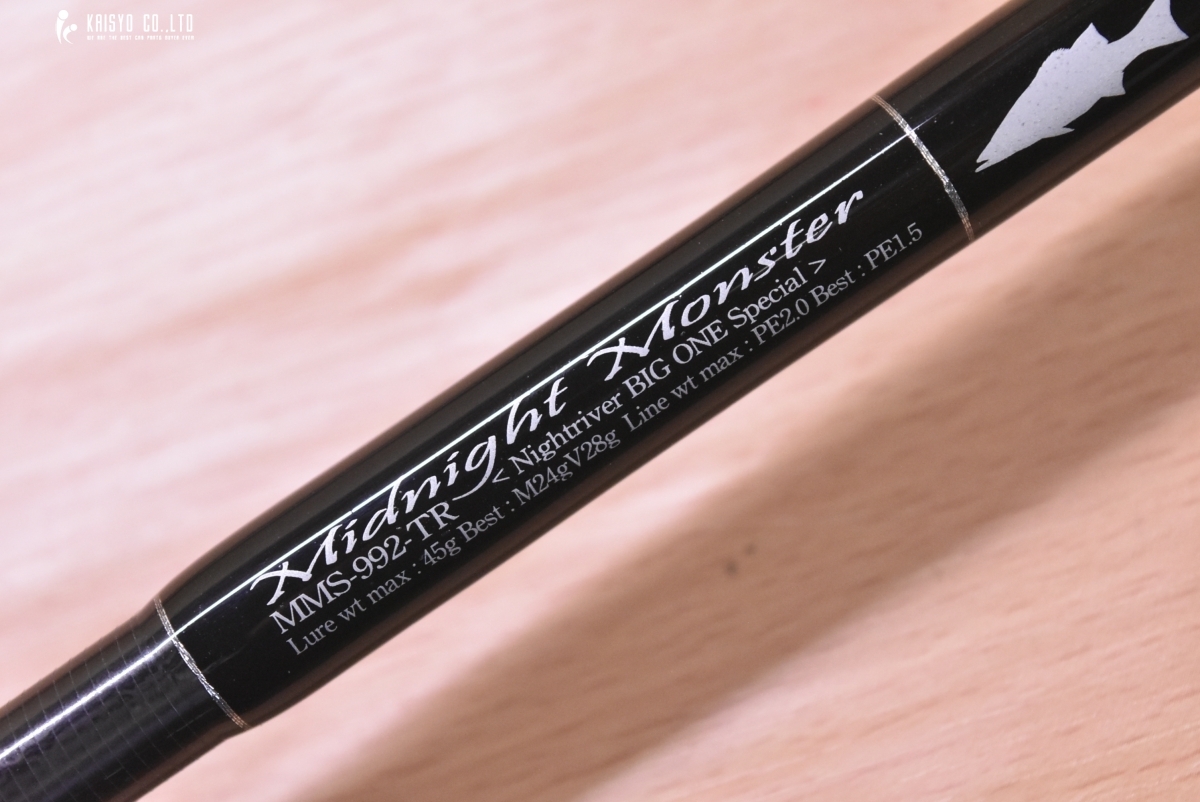 KAISYO CO.,LTD
Midnight Monster
MMS-992-TR < Nightriver BIG ONE Special >
Lure wt max : 45g Best : M24gV28g Line wt max : PE2.0 Best : PE1.5